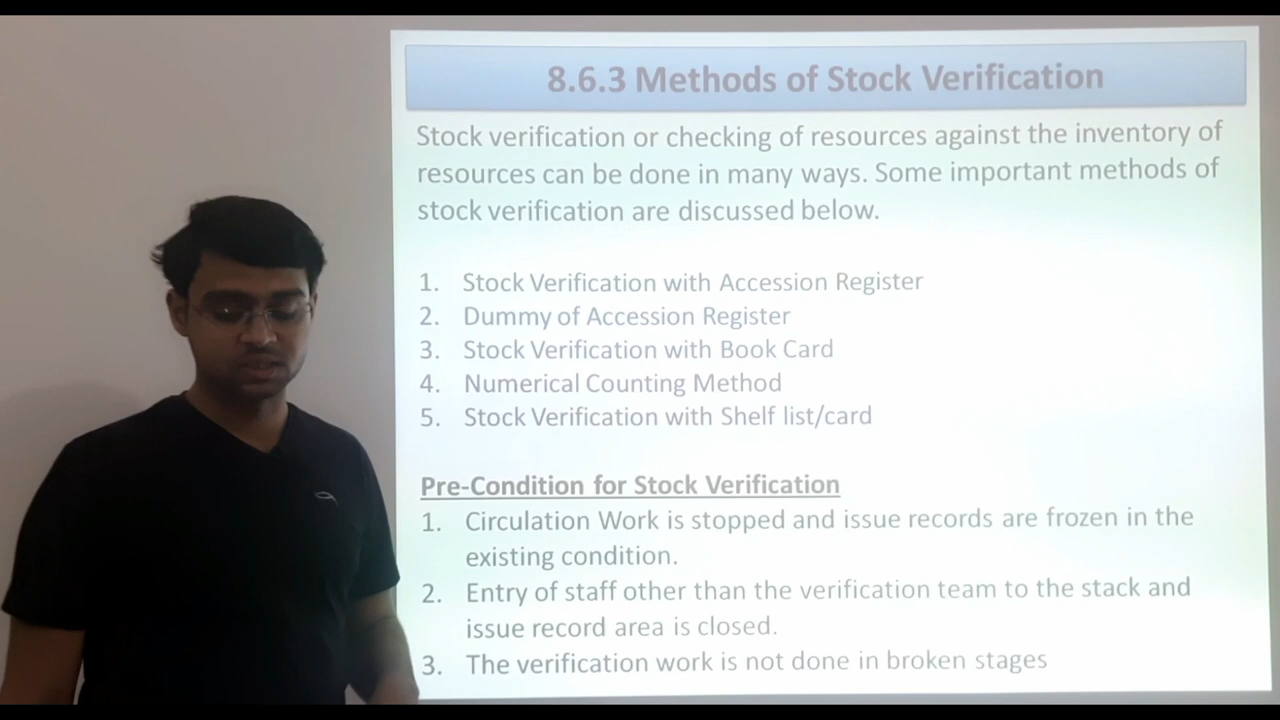 8.6.3 Methods of Stock Verification
Stock verification or checking of resources against the inventory of
resources can be done in many ways. Some important methods of
stock verification are discussed below.
1. Stock Verification with Accession Register
2. Dummy of Accession Register
3. Stock Verification with Book Card
4. Numerical Counting Method
5. Stock Verification with Shelf list/card
Pre-Condition for Stock Verification
1. Circulation Work is stopped and issue records are frozen in the
existing condition.
2. Entry of staff other than the verification team to the stack and
issue record area is closed.
3. The verification work is not done in broken stages